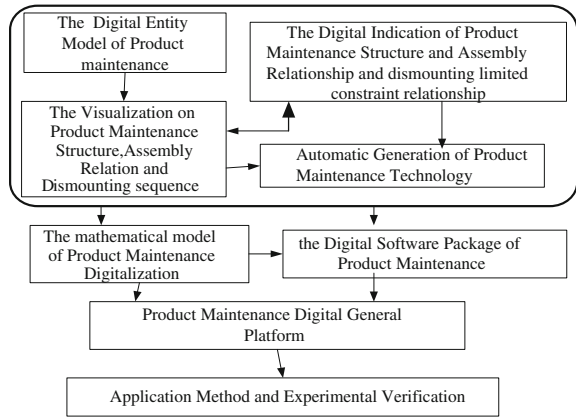 The Digital Entity
Model of Product
maintenance
The Digital Indication of Product
Maintenance Structure and Assembly
Relationship and dismounting limited
constraint relationship
The Visualization on
Product Maintenance
Structure,Assembly
Relation and
Dismounting sequence
Automatic Generation of Product
Maintenance Technology
The mathematical model
of Product Maintenance
Digitalization
the Digital Software Package of
Product Maintenance
Product Maintenance Digital General
Platform
Application Method and Experimental Verification